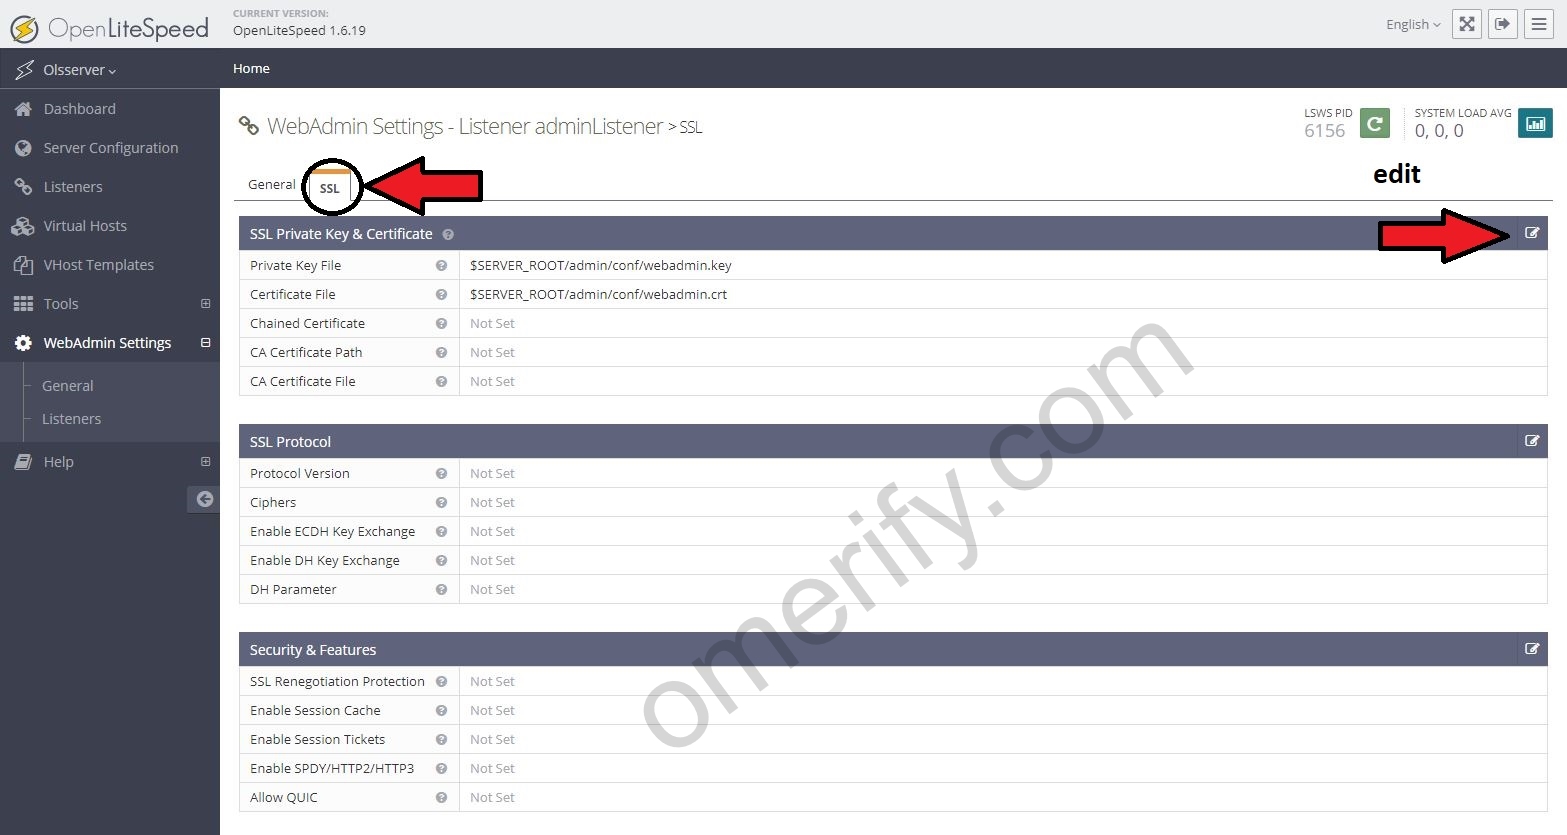 OpenLiteSpeed
CURRENT VERSION:
OpenLiteSpeed 1.6.19
English
Olsserver
Home
Dashboard
Server Configuration
Listeners
Virtual Hosts
VHost Templates
Tools
WebAdmin Settings
General
Listeners
Help
WebAdmin Settings - Listener adminListener > SSL
LSWS PID
6156
SYSTEM LOAD AVG
0, 0, 0
General
SSL
edit
SSL Private Key & Certificate
Private Key File $SERVER_ROOT/admin/conf/webadmin.key
Certificate File $SERVER_ROOT/admin/conf/webadmin.crt
Chained Certificate Not Set
CA Certificate Path Not Set
CA Certificate File Not Set
SSL Protocol
Protocol Version Not Set
Ciphers Not Set
Enable ECDH Key Exchange Not Set
Enable DH Key Exchange Not Set
DH Parameter Not Set
Security & Features
SSL Renegotiation Protection Not Set
Enable Session Cache Not Set
Enable Session Tickets Not Set
Enable SPDY/HTTP2/HTTP3 Not Set
Allow QUIC Not Set
omerify.com